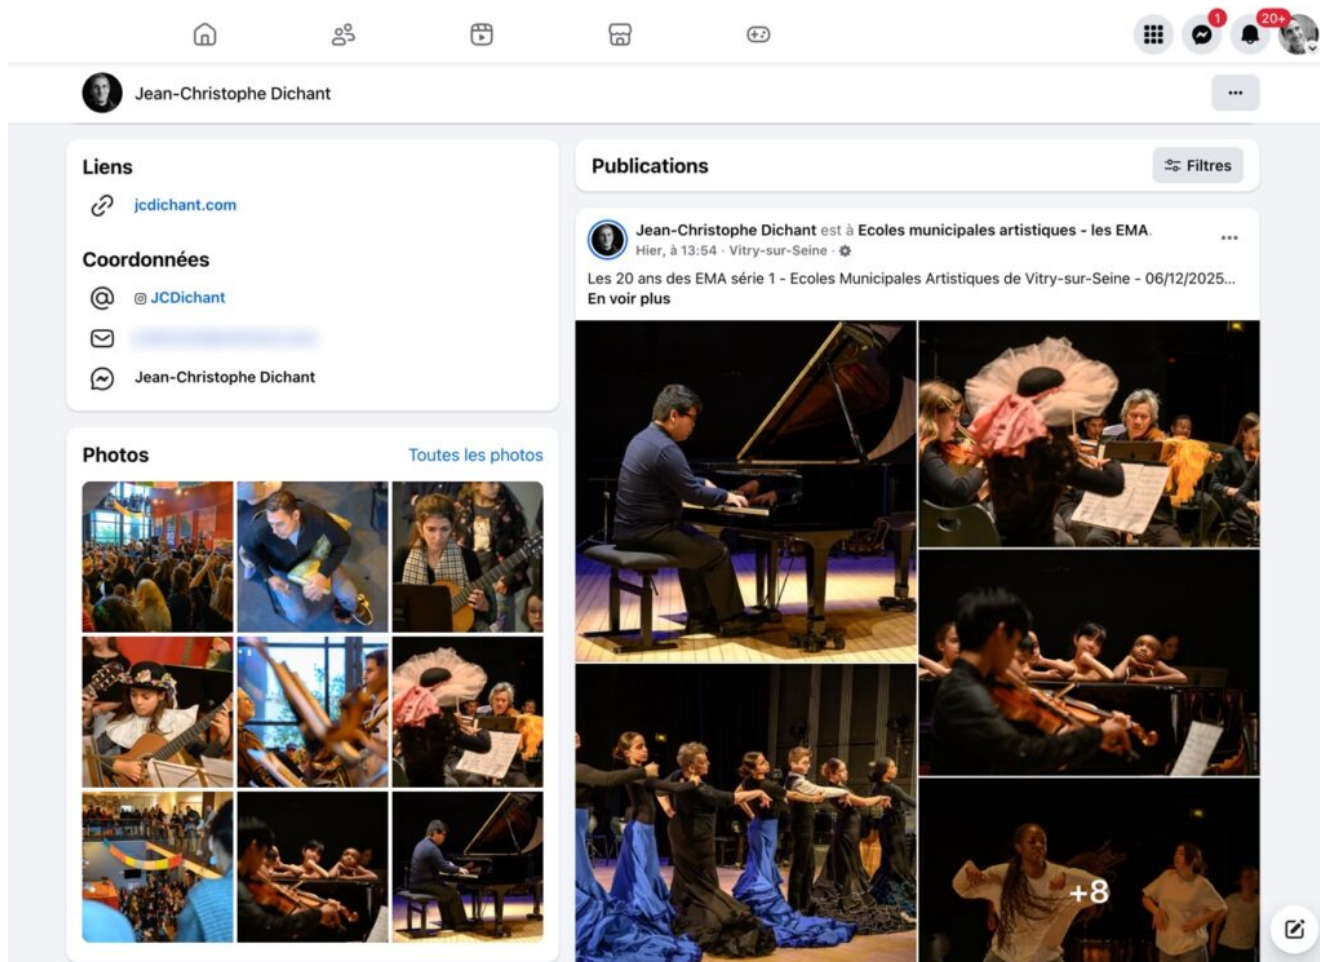 1
20+
Jean-Christophe Dichant
Liens
jcdichant.com
Coordonnées
JCDichant
Jean-Christophe Dichant
Photos
Toutes les photos
Publications
Filtres
Jean-Christophe Dichant est à Ecoles municipales artistiques - les EMA.
Hier, à 13:54 · Vitry-sur-Seine ·
Les 20 ans des EMA série 1 - Ecoles Municipales Artistiques de Vitry-sur-Seine - 06/12/2025...
En voir plus
+8